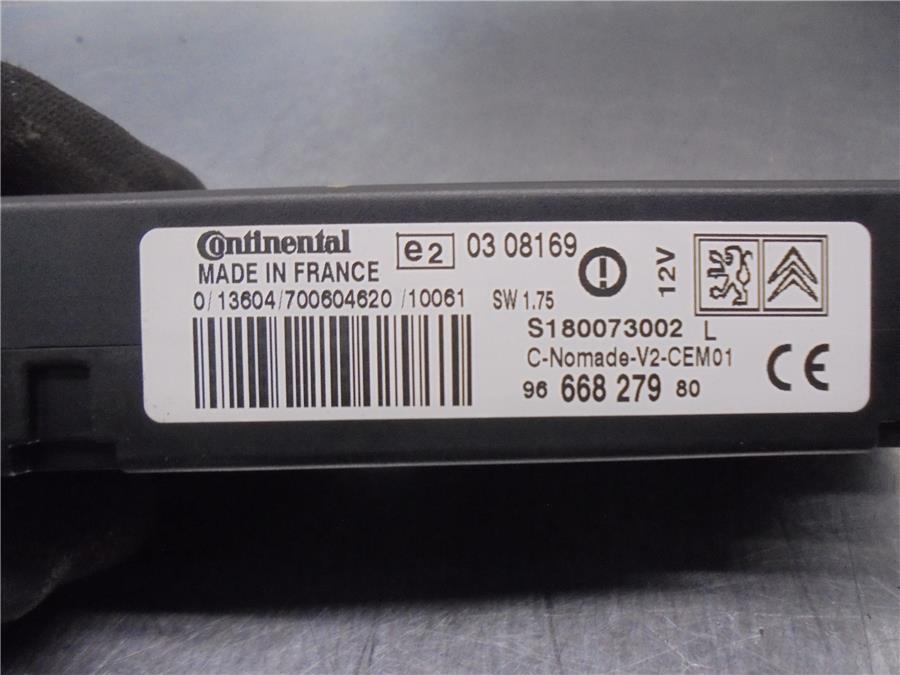 Continental
e2 03 08169
MADE IN FRANCE
12V
0/13604/700604620 /10061 SW 1.75
S180073002 L
C-Nomade-V2-CEM01
96 668 279 80
CE